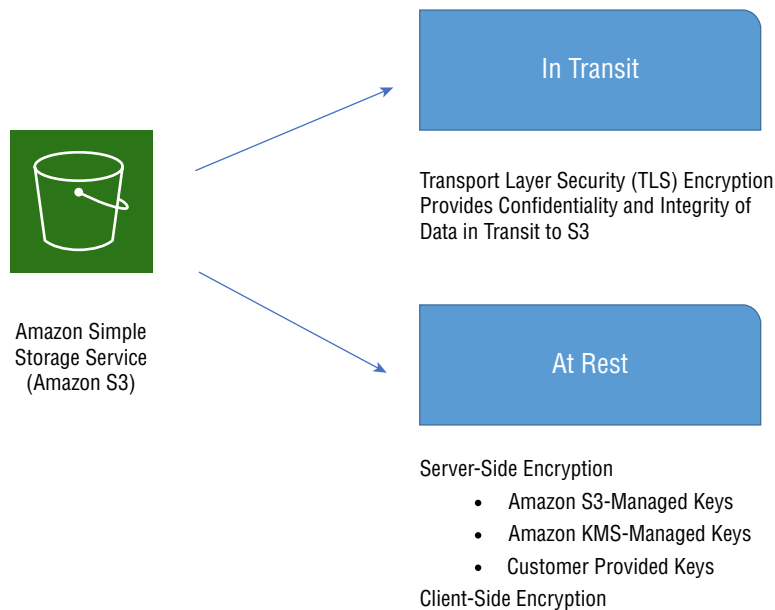 In Transit
Transport Layer Security (TLS) Encryption
Provides Confidentiality and Integrity of
Data in Transit to S3
Amazon Simple
Storage Service
(Amazon S3)
At Rest
Server-Side Encryption
• Amazon S3-Managed Keys
• Amazon KMS-Managed Keys
• Customer Provided Keys
Client-Side Encryption